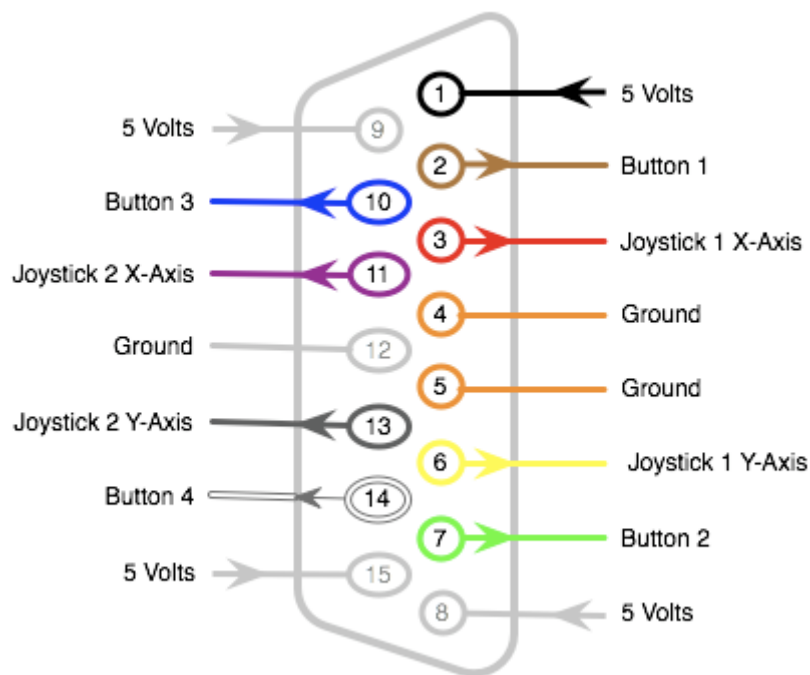 1 5 Volts
5 Volts 9
2 Button 1
Button 3 10
3 Joystick 1 X-Axis
Joystick 2 X-Axis 11
4 Ground
Ground 12
5 Ground
Joystick 2 Y-Axis 13
6 Joystick 1 Y-Axis
Button 4 14
7 Button 2
5 Volts 15
8 5 Volts